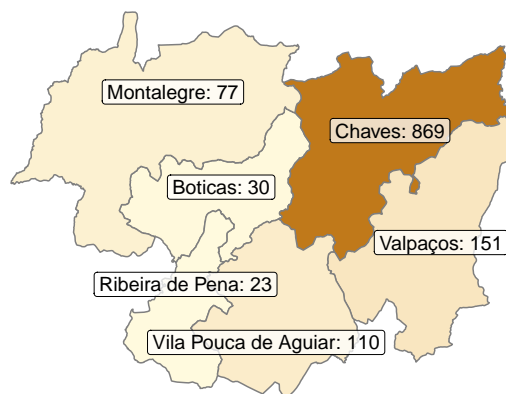 Montalegre: 77
Chaves: 869
Boticas: 30
Valpaços: 151
Ribeira de Pena: 23
Vila Pouca de Aguiar: 110